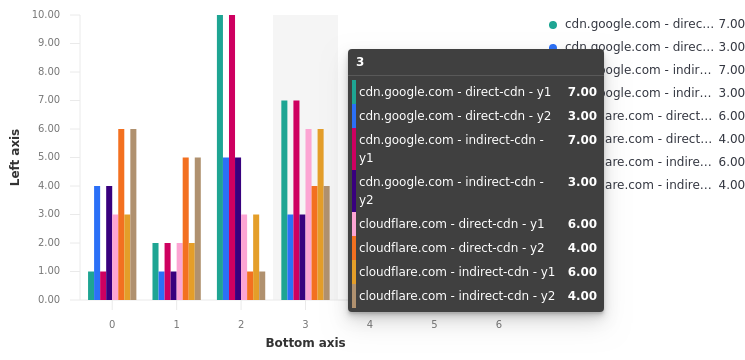 10.00
9.00
8.00
7.00
6.00
5.00
4.00
3.00
2.00
1.00
0.00
Left axis
0 1 2 3 4 5 6
Bottom axis
cdn.google.com - direc... 7.00
cdn.google.com - direc... 3.00
google.com - indir... 7.00
google.com - indir... 3.00
are.com - direct... 6.00
are.com - direct... 4.00
are.com - indire... 6.00
are.com - indire... 4.00
3
cdn.google.com - direct-cdn - y1 7.00
cdn.google.com - direct-cdn - y2 3.00
cdn.google.com - indirect-cdn - 7.00
y1
cdn.google.com - indirect-cdn - 3.00
y2
cloudflare.com - direct-cdn - y1 6.00
cloudflare.com - direct-cdn - y2 4.00
cloudflare.com - indirect-cdn - y1 6.00
cloudflare.com - indirect-cdn - y2 4.00